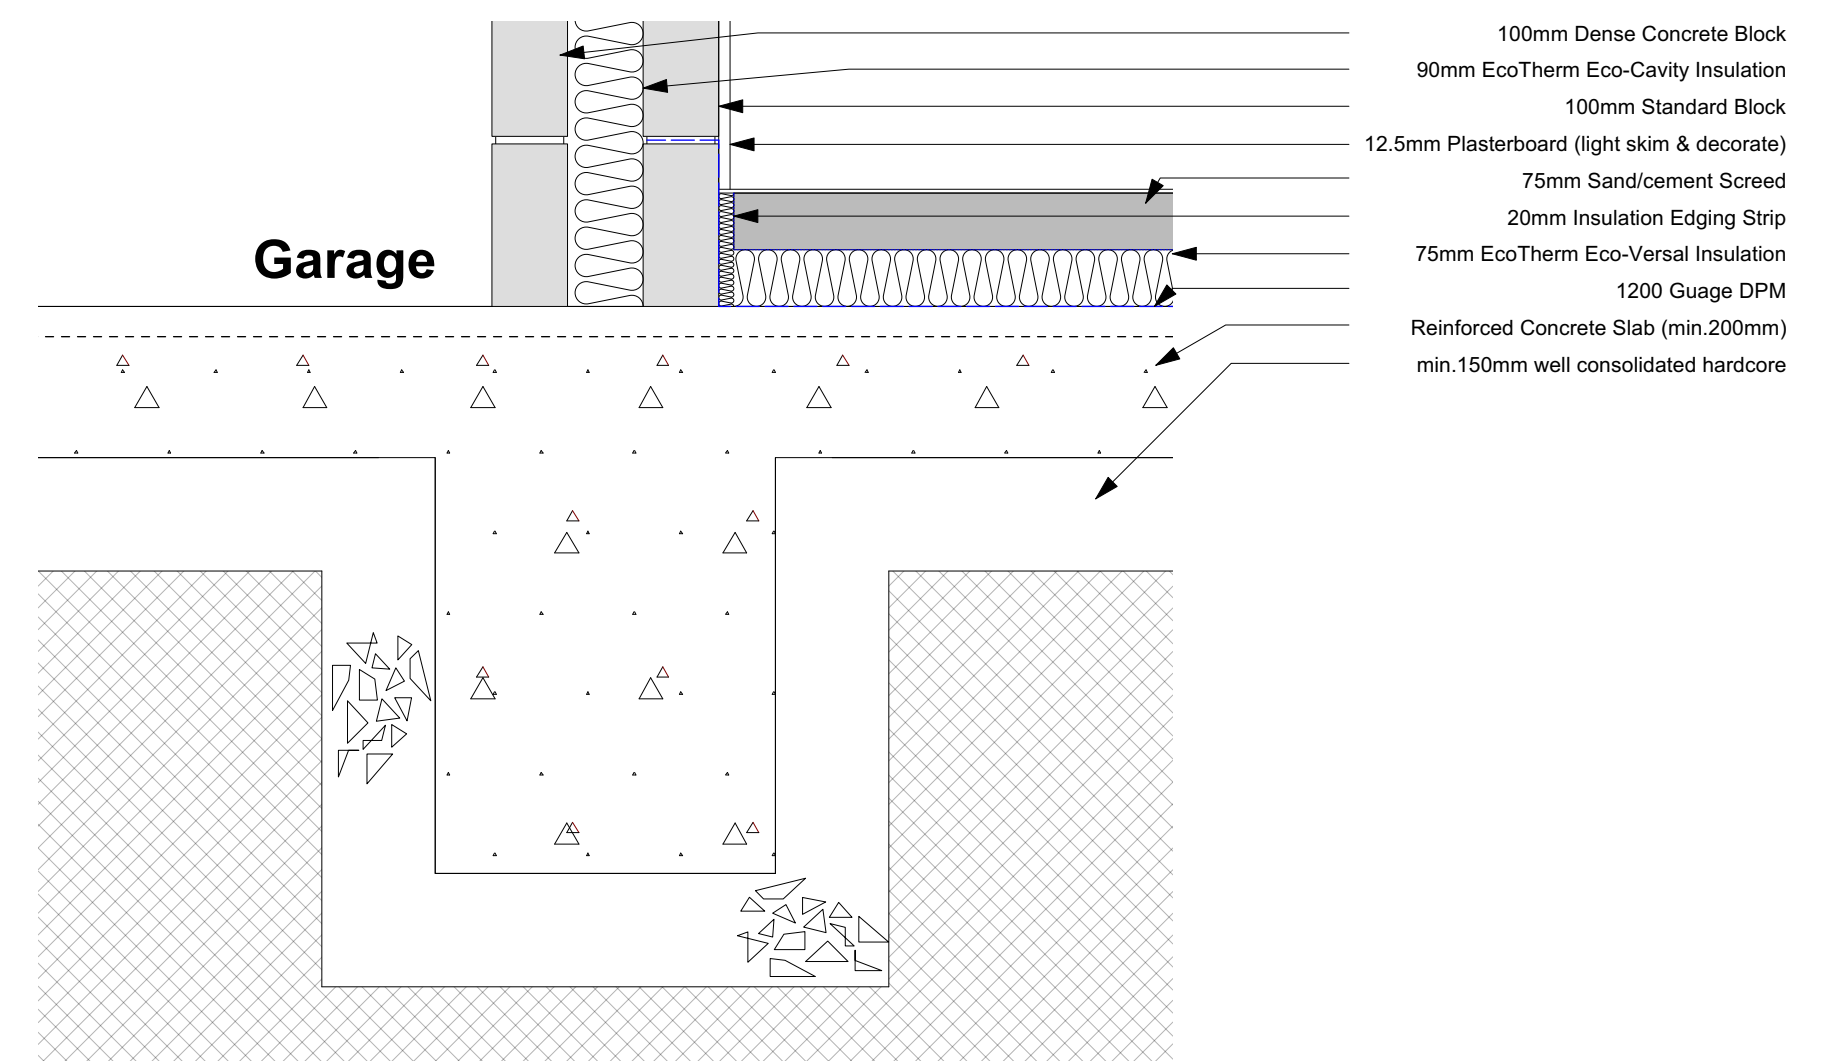 100mm Dense Concrete Block
90mm EcoTherm Eco-Cavity Insulation
100mm Standard Block
12.5mm Plasterboard (light skim & decorate)
75mm Sand/cement Screed
20mm Insulation Edging Strip
Garage
75mm EcoTherm Eco-Versal Insulation
1200 Guage DPM
Reinforced Concrete Slab (min.200mm)
min.150mm well consolidated hardcore